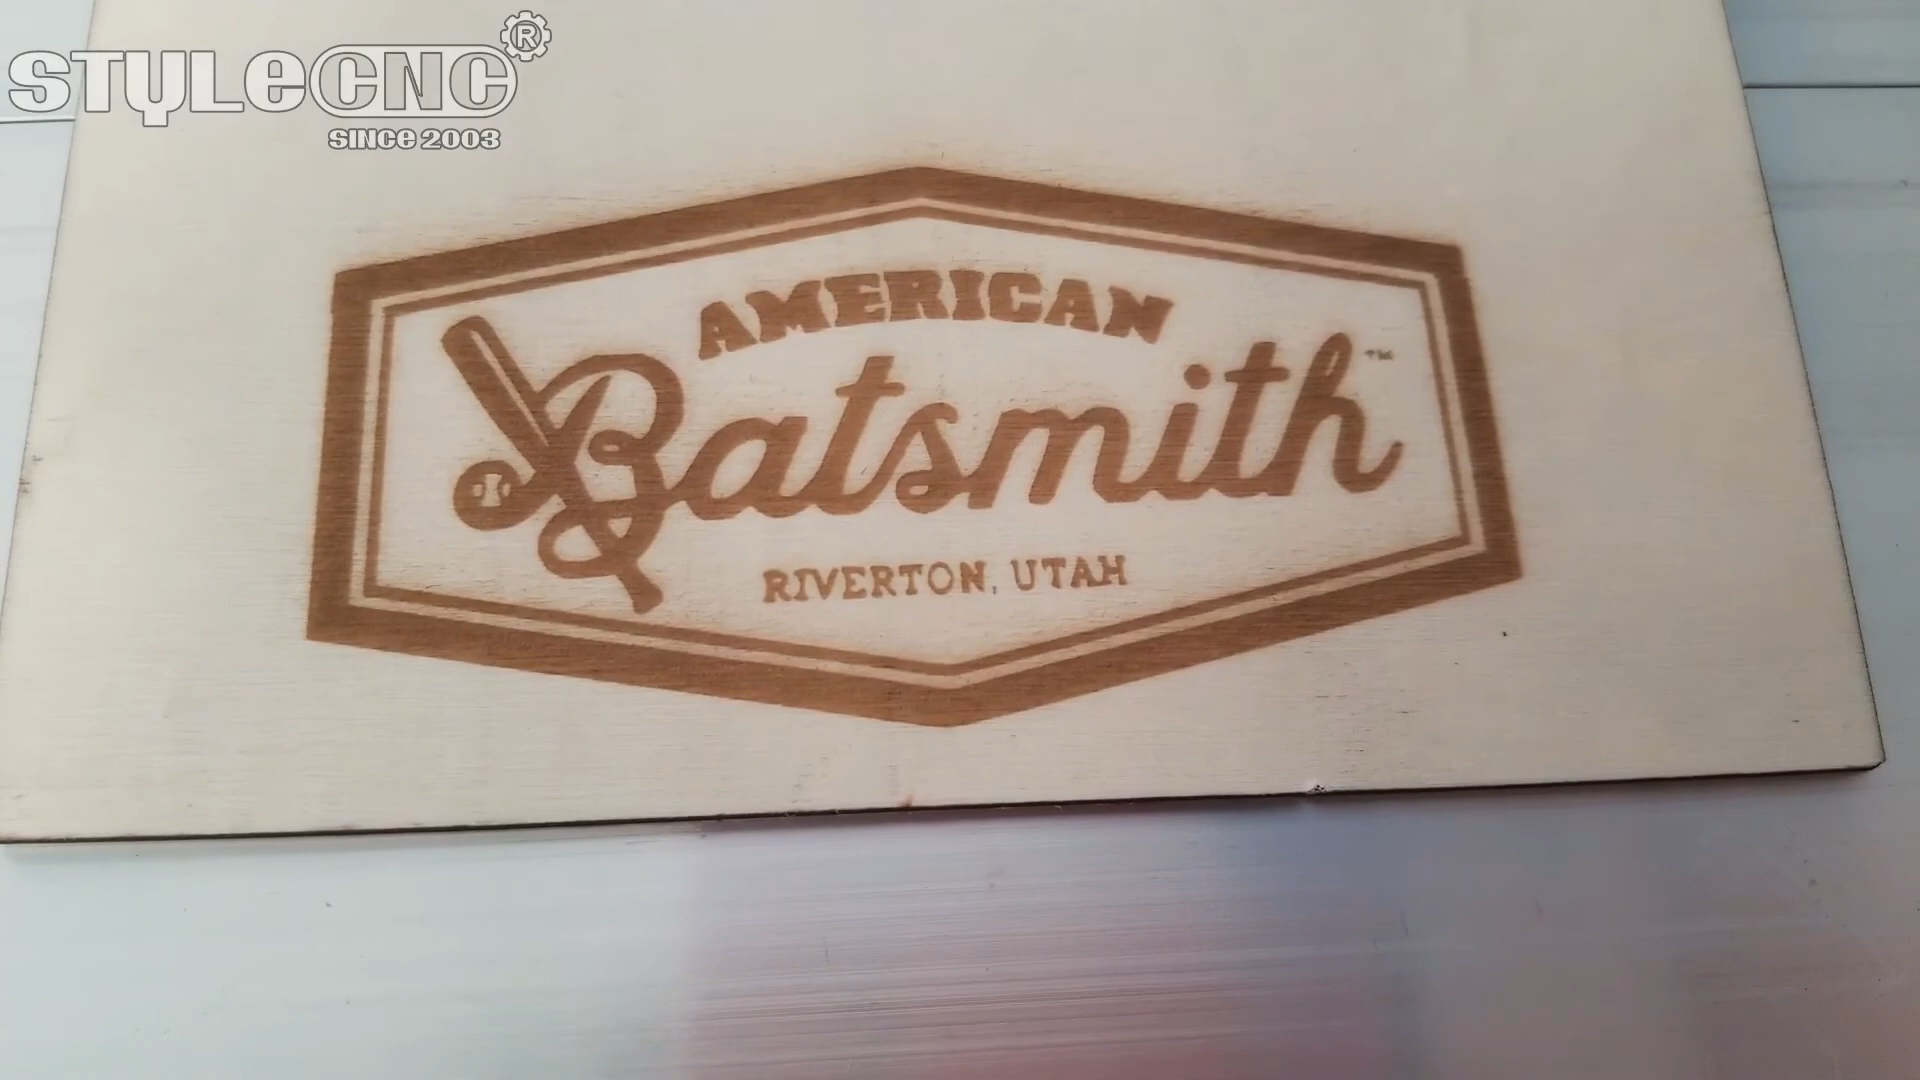 STYLECNC®
SINCE 2003
AMERICAN
Batsmith™
RIVERTON, UTAH